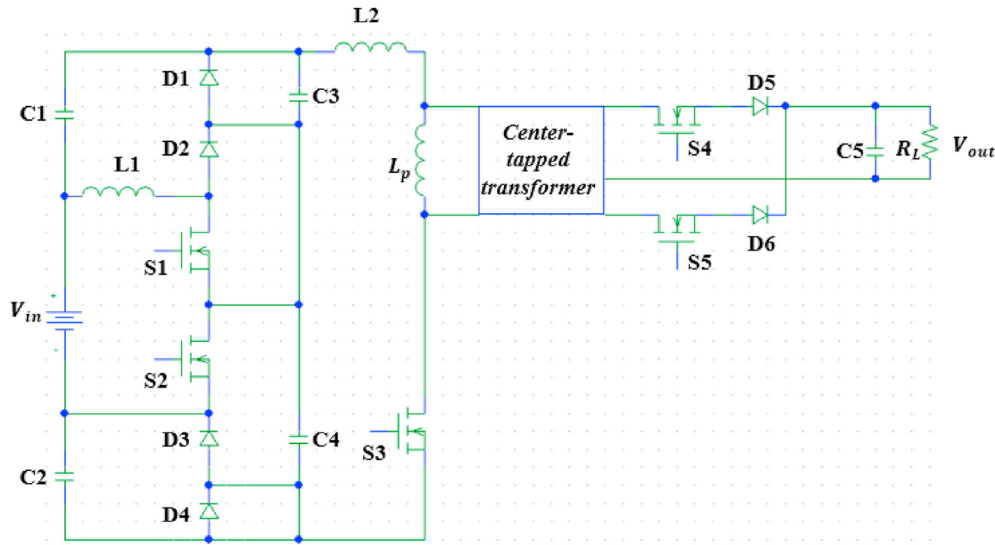 L2
D1
C1
C3
D5
D2
S4
Center-
tapped
transformer
L1
Lp
C5
RL
Vout
D6
S1
S5
Vin
+
-
S2
D3
C4
S3
C2
D4